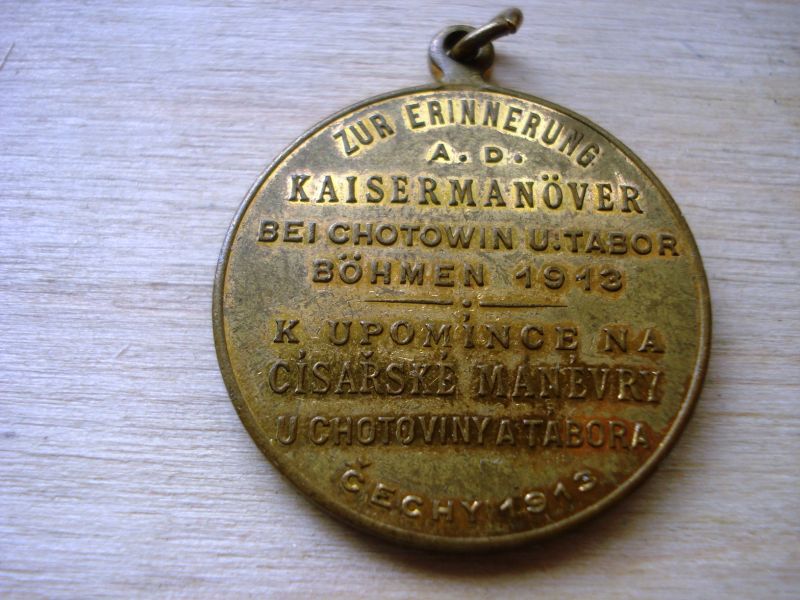 ZUR ERINNERUNG
A. D.
KAISERMANÖVER
BEI CHOTOWIN U. TABOR
BÖHMEN 1913
K UPOMÍNCE NA
CÍSAŘSKÉ MANÉVRY
U CHOTOVINY A TÁBORA
ČECHY 1913